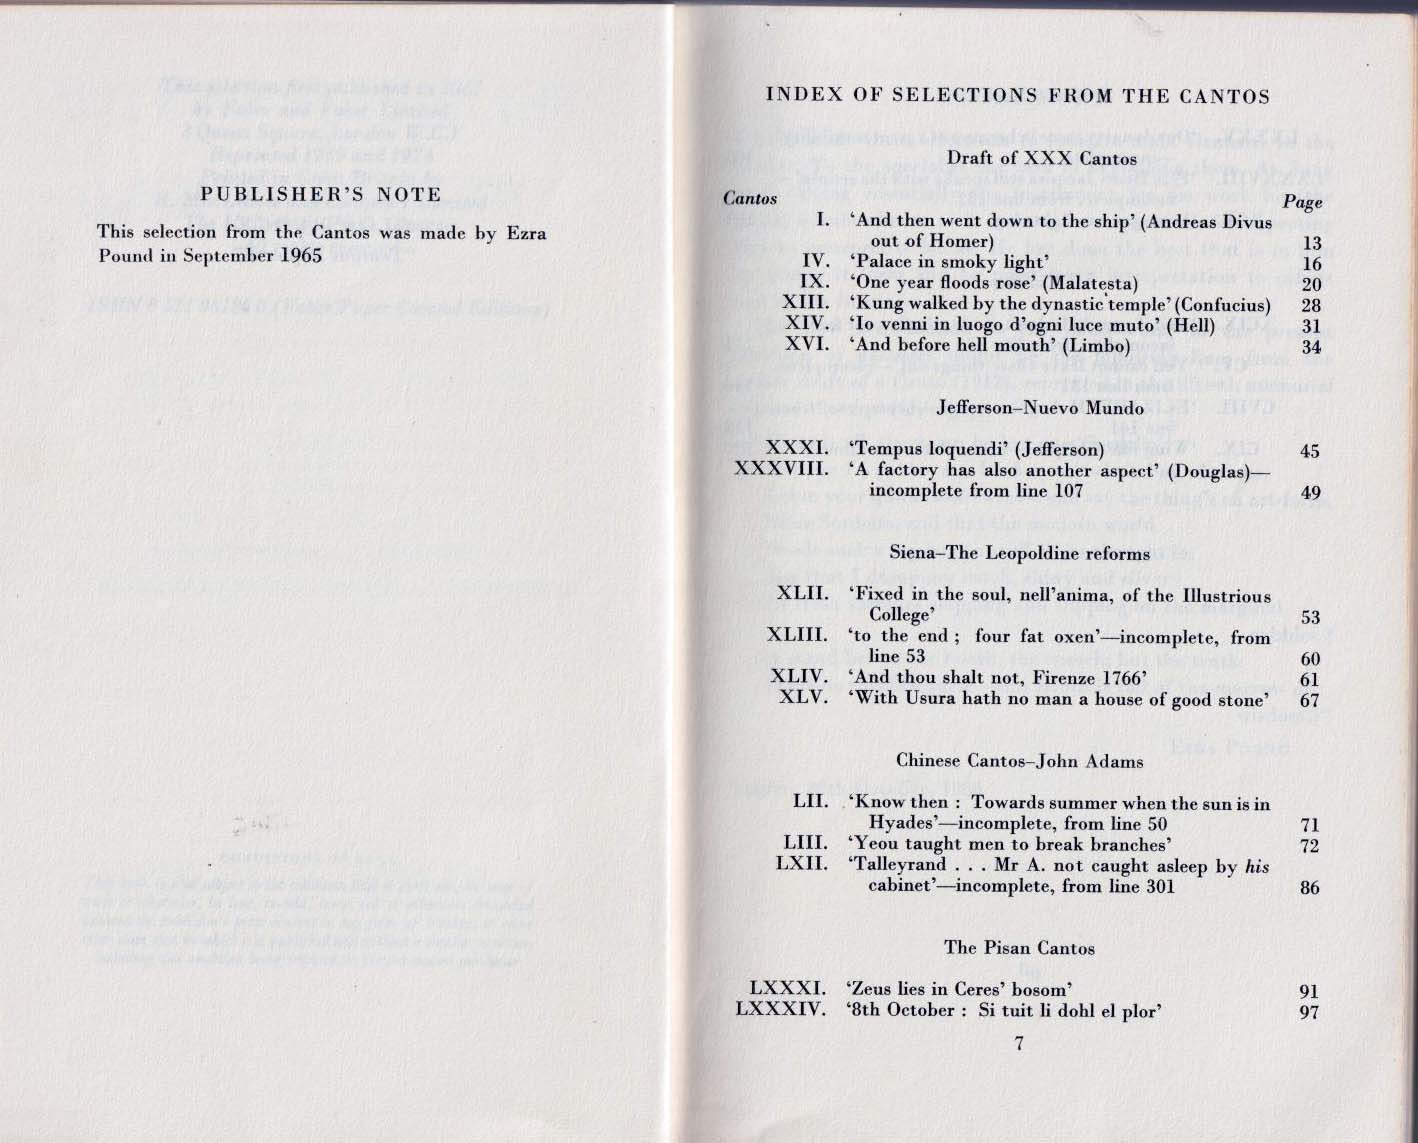 PUBLISHER'S NOTE
This selection from the Cantos was made by Ezra
Pound in September 1965
INDEX OF SELECTIONS FROM THE CANTOS
Draft of XXX Cantos
Cantos Page
I. ‘And then went down to the ship’ (Andreas Divus
out of Homer) 13
IV. ‘Palace in smoky light’ 16
IX. ‘One year floods rose’ (Malatesta) 20
XIII. ‘Kung walked by the dynastic temple’ (Confucius) 28
XIV. ‘Io venni in luogo d’ogni luce muto’ (Hell) 31
XVI. ‘And before hell mouth’ (Limbo) 34
Jefferson–Nuevo Mundo
XXXI. ‘Tempus loquendi’ (Jefferson) 45
XXXVIII. ‘A factory has also another aspect’ (Douglas)—
incomplete from line 107 49
Siena–The Leopoldine reforms
XLII. ‘Fixed in the soul, nell’anima, of the Illustrious
College’ 53
XLIII. ‘to the end ; four fat oxen’—incomplete, from
line 53 60
XLIV. ‘And thou shalt not, Firenze 1766’ 61
XLV. ‘With Usura hath no man a house of good stone’ 67
Chinese Cantos–John Adams
LII. ‘Know then : Towards summer when the sun is in
Hyades’—incomplete, from line 50 71
LIII. ‘Yeou taught men to break branches’ 72
LXII. ‘Talleyrand . . . Mr A. not caught asleep by his
cabinet’—incomplete, from line 301 86
The Pisan Cantos
LXXXI. ‘Zeus lies in Ceres’ bosom’ 91
LXXXIV. ‘8th October : Si tuit li dohl el plor’ 97
7